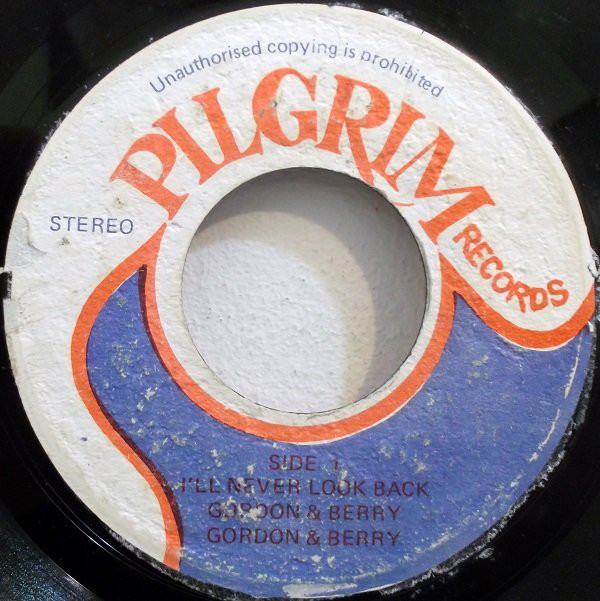 Unauthorised copying is prohibited
PILGRIM
RECORDS
STEREO
SIDE 1
I'LL NEVER LOOK BACK
GORDON & BERRY
GORDON & BERRY